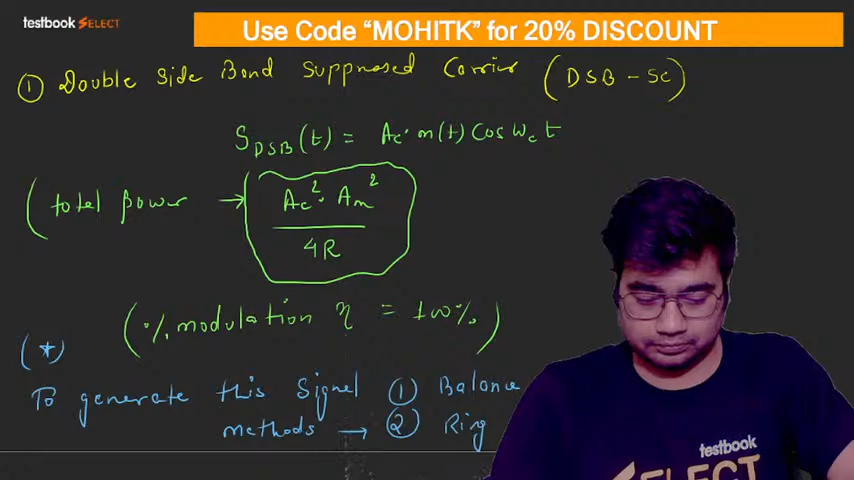 testbook SELECT
Use Code “MOHITK” for 20% DISCOUNT
① Double Side Band Suppressed Carrier (DSB-SC)
S_DSB(t) = Ac·m(t) Cos ωc t
(total power → Ac²·Am²
4R
(% modulation η = 100%)
(*)
To generate this Signal ① Balance
methods → ② Ring
testbook
SELECT